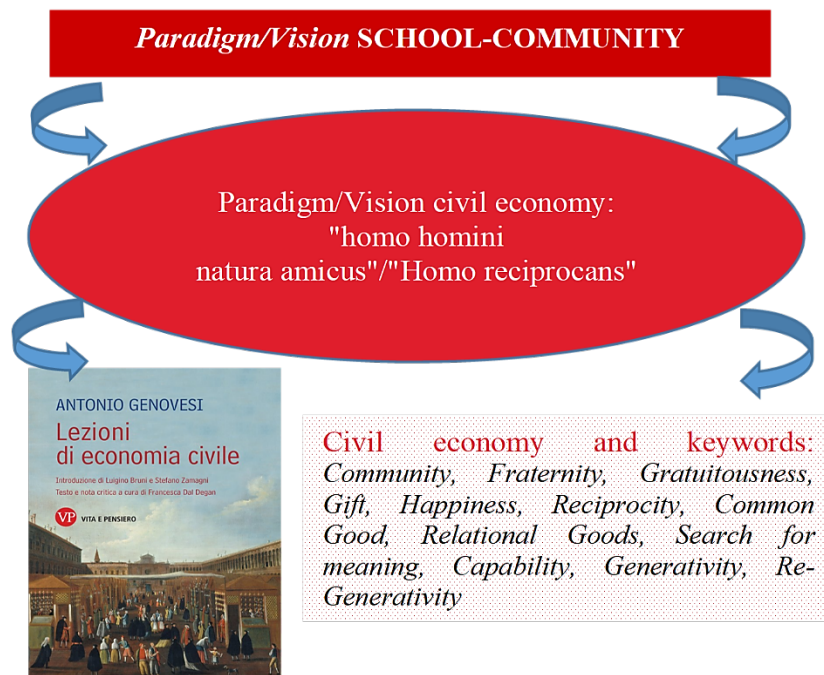 Paradigm/Vision SCHOOL-COMMUNITY
Paradigm/Vision civil economy:
"homo homini
natura amicus"/"Homo reciprocans"
ANTONIO GENOVESI
Lezioni
di economia civile
Introduzione di Luigino Bruni e Stefano Zamagni
Testo e nota critica a cura di Francesca Dal Degan
VP VITA E PENSIERO
Civil economy and keywords:
Community, Fraternity, Gratuitousness,
Gift, Happiness, Reciprocity, Common
Good, Relational Goods, Search for
meaning, Capability, Generativity, Re-
Generativity